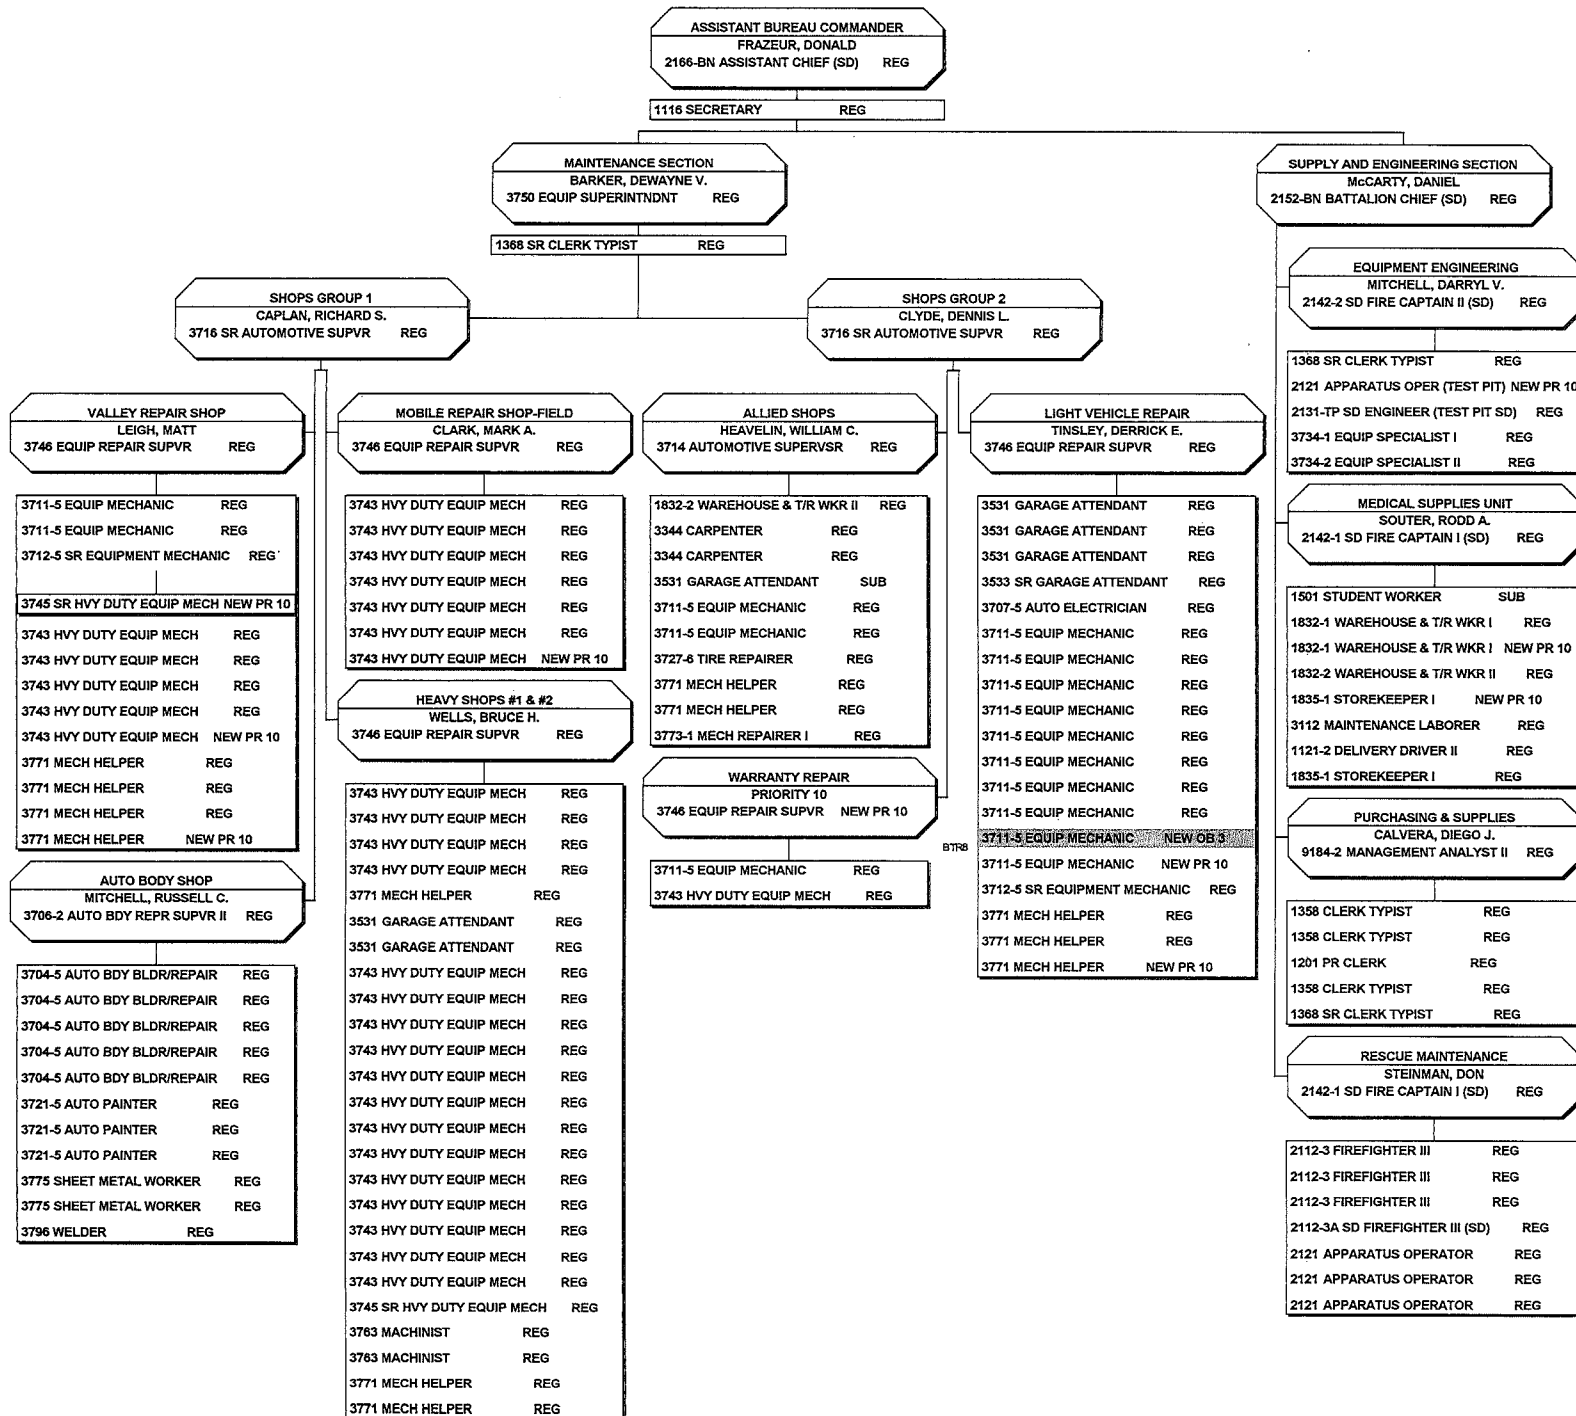 ASSISTANT BUREAU COMMANDER
FRAZEUR, DONALD
2166-BN ASSISTANT CHIEF (SD) REG
1116 SECRETARY REG
MAINTENANCE SECTION
BARKER, DEWAYNE V.
3750 EQUIP SUPERINTNDNT REG
1368 SR CLERK TYPIST REG
SHOPS GROUP 1
CAPLAN, RICHARD S.
3716 SR AUTOMOTIVE SUPVR REG
VALLEY REPAIR SHOP
LEIGH, MATT
3746 EQUIP REPAIR SUPVR REG
3711-5 EQUIP MECHANIC REG
3711-5 EQUIP MECHANIC REG
3712-5 SR EQUIPMENT MECHANIC REG
3745 SR HVY DUTY EQUIP MECH NEW PR 10
3743 HVY DUTY EQUIP MECH REG
3743 HVY DUTY EQUIP MECH REG
3743 HVY DUTY EQUIP MECH REG
3743 HVY DUTY EQUIP MECH REG
3743 HVY DUTY EQUIP MECH NEW PR 10
3771 MECH HELPER REG
3771 MECH HELPER REG
3771 MECH HELPER REG
3771 MECH HELPER NEW PR 10
AUTO BODY SHOP
MITCHELL, RUSSELL C.
3706-2 AUTO BDY REPR SUPVR II REG
3704-5 AUTO BDY BLDR/REPAIR REG
3704-5 AUTO BDY BLDR/REPAIR REG
3704-5 AUTO BDY BLDR/REPAIR REG
3704-5 AUTO BDY BLDR/REPAIR REG
3704-5 AUTO BDY BLDR/REPAIR REG
3721-5 AUTO PAINTER REG
3721-5 AUTO PAINTER REG
3721-5 AUTO PAINTER REG
3775 SHEET METAL WORKER REG
3775 SHEET METAL WORKER REG
3796 WELDER REG
MOBILE REPAIR SHOP-FIELD
CLARK, MARK A.
3746 EQUIP REPAIR SUPVR REG
3743 HVY DUTY EQUIP MECH REG
3743 HVY DUTY EQUIP MECH REG
3743 HVY DUTY EQUIP MECH REG
3743 HVY DUTY EQUIP MECH REG
3743 HVY DUTY EQUIP MECH REG
3743 HVY DUTY EQUIP MECH REG
3743 HVY DUTY EQUIP MECH NEW PR 10
HEAVY SHOPS #1 & #2
WELLS, BRUCE H.
3746 EQUIP REPAIR SUPVR REG
3743 HVY DUTY EQUIP MECH REG
3743 HVY DUTY EQUIP MECH REG
3743 HVY DUTY EQUIP MECH REG
3743 HVY DUTY EQUIP MECH REG
3771 MECH HELPER REG
3531 GARAGE ATTENDANT REG
3531 GARAGE ATTENDANT REG
3743 HVY DUTY EQUIP MECH REG
3743 HVY DUTY EQUIP MECH REG
3743 HVY DUTY EQUIP MECH REG
3743 HVY DUTY EQUIP MECH REG
3743 HVY DUTY EQUIP MECH REG
3743 HVY DUTY EQUIP MECH REG
3743 HVY DUTY EQUIP MECH REG
3743 HVY DUTY EQUIP MECH REG
3743 HVY DUTY EQUIP MECH REG
3743 HVY DUTY EQUIP MECH REG
3743 HVY DUTY EQUIP MECH REG
3743 HVY DUTY EQUIP MECH REG
3743 HVY DUTY EQUIP MECH REG
3745 SR HVY DUTY EQUIP MECH REG
3763 MACHINIST REG
3763 MACHINIST REG
3771 MECH HELPER REG
3771 MECH HELPER REG
SHOPS GROUP 2
CLYDE, DENNIS L.
3716 SR AUTOMOTIVE SUPVR REG
ALLIED SHOPS
HEAVELIN, WILLIAM C.
3714 AUTOMOTIVE SUPERVSR REG
1832-2 WAREHOUSE & T/R WKR II REG
3344 CARPENTER REG
3344 CARPENTER REG
3531 GARAGE ATTENDANT SUB
3711-5 EQUIP MECHANIC REG
3711-5 EQUIP MECHANIC REG
3727-6 TIRE REPAIRER REG
3771 MECH HELPER REG
3771 MECH HELPER REG
3773-1 MECH REPAIRER I REG
WARRANTY REPAIR
PRIORITY 10
3746 EQUIP REPAIR SUPVR NEW PR 10
3711-5 EQUIP MECHANIC REG
3743 HVY DUTY EQUIP MECH REG
LIGHT VEHICLE REPAIR
TINSLEY, DERRICK E.
3746 EQUIP REPAIR SUPVR REG
3531 GARAGE ATTENDANT REG
3531 GARAGE ATTENDANT REG
3531 GARAGE ATTENDANT REG
3533 SR GARAGE ATTENDANT REG
3707-5 AUTO ELECTRICIAN REG
3711-5 EQUIP MECHANIC REG
3711-5 EQUIP MECHANIC REG
3711-5 EQUIP MECHANIC REG
3711-5 EQUIP MECHANIC REG
3711-5 EQUIP MECHANIC REG
3711-5 EQUIP MECHANIC REG
3711-5 EQUIP MECHANIC REG
3711-5 EQUIP MECHANIC REG
BTR8
3711-5 EQUIP MECHANIC NEW OB 3
3711-5 EQUIP MECHANIC NEW PR 10
3712-5 SR EQUIPMENT MECHANIC REG
3771 MECH HELPER REG
3771 MECH HELPER REG
3771 MECH HELPER NEW PR 10
SUPPLY AND ENGINEERING SECTION
McCARTY, DANIEL
2152-BN BATTALION CHIEF (SD) REG
EQUIPMENT ENGINEERING
MITCHELL, DARRYL V.
2142-2 SD FIRE CAPTAIN II (SD) REG
1368 SR CLERK TYPIST REG
2121 APPARATUS OPER (TEST PIT) NEW PR 10
2131-TP SD ENGINEER (TEST PIT SD) REG
3734-1 EQUIP SPECIALIST I REG
3734-2 EQUIP SPECIALIST II REG
MEDICAL SUPPLIES UNIT
SOUTER, RODD A.
2142-1 SD FIRE CAPTAIN I (SD) REG
1501 STUDENT WORKER SUB
1832-1 WAREHOUSE & T/R WKR I REG
1832-1 WAREHOUSE & T/R WKR I NEW PR 10
1832-2 WAREHOUSE & T/R WKR II REG
1835-1 STOREKEEPER I NEW PR 10
3112 MAINTENANCE LABORER REG
1121-2 DELIVERY DRIVER II REG
1835-1 STOREKEEPER I REG
PURCHASING & SUPPLIES
CALVERA, DIEGO J.
9184-2 MANAGEMENT ANALYST II REG
1358 CLERK TYPIST REG
1358 CLERK TYPIST REG
1201 PR CLERK REG
1358 CLERK TYPIST REG
1368 SR CLERK TYPIST REG
RESCUE MAINTENANCE
STEINMAN, DON
2142-1 SD FIRE CAPTAIN I (SD) REG
2112-3 FIREFIGHTER III REG
2112-3 FIREFIGHTER III REG
2112-3 FIREFIGHTER III REG
2112-3A SD FIREFIGHTER III (SD) REG
2121 APPARATUS OPERATOR REG
2121 APPARATUS OPERATOR REG
2121 APPARATUS OPERATOR REG